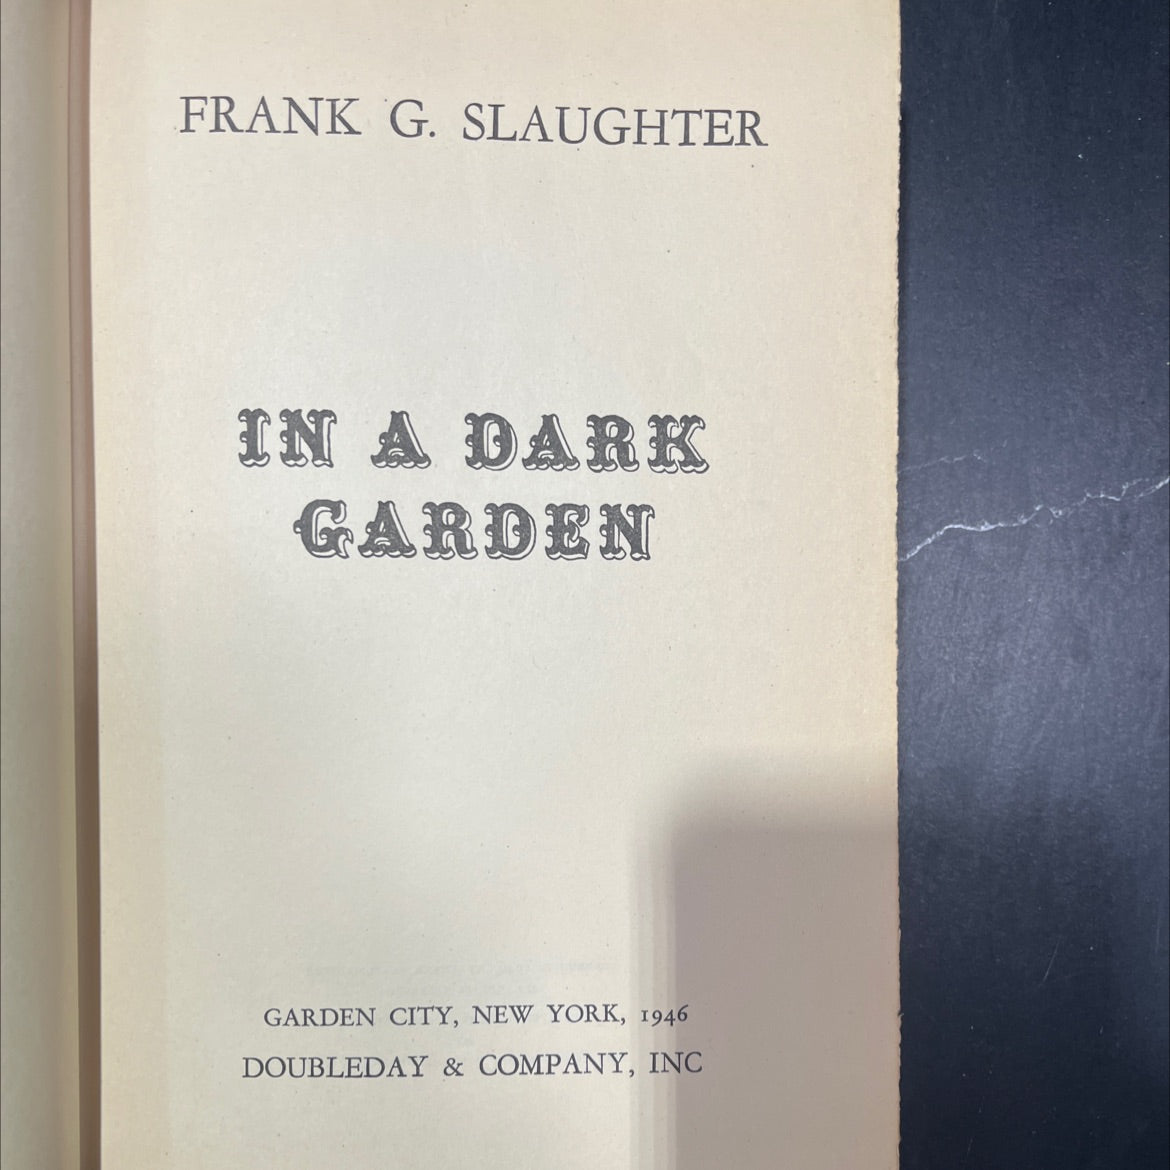 FRANK G. SLAUGHTER
IN A DARK
GARDEN
GARDEN CITY, NEW YORK, 1946
DOUBLEDAY & COMPANY, INC